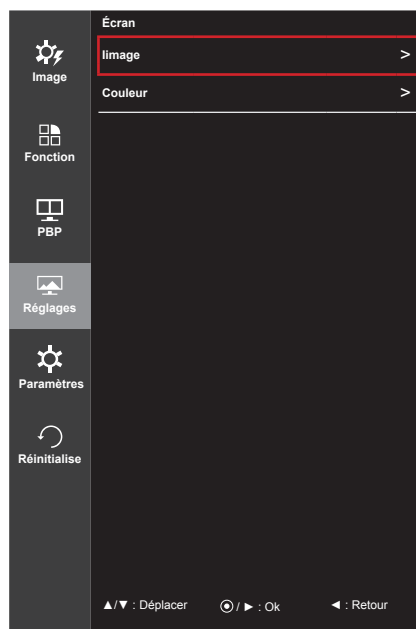 Image
Fonction
PBP
Réglages
Paramètres
Réinitialise
Écran
Iimage >
Couleur >
▲/▼ : Déplacer ⦿ / ► : Ok ◄ : Retour